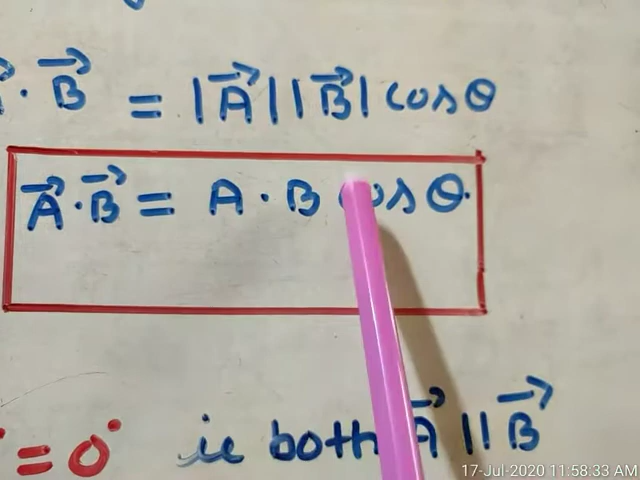 A⃗ · B⃗ = |A⃗||B⃗| cosθ
A⃗ · B⃗ = A · B cosθ.
= 0° ie both A⃗ || B⃗
17-Jul-2020 11:58:33 AM